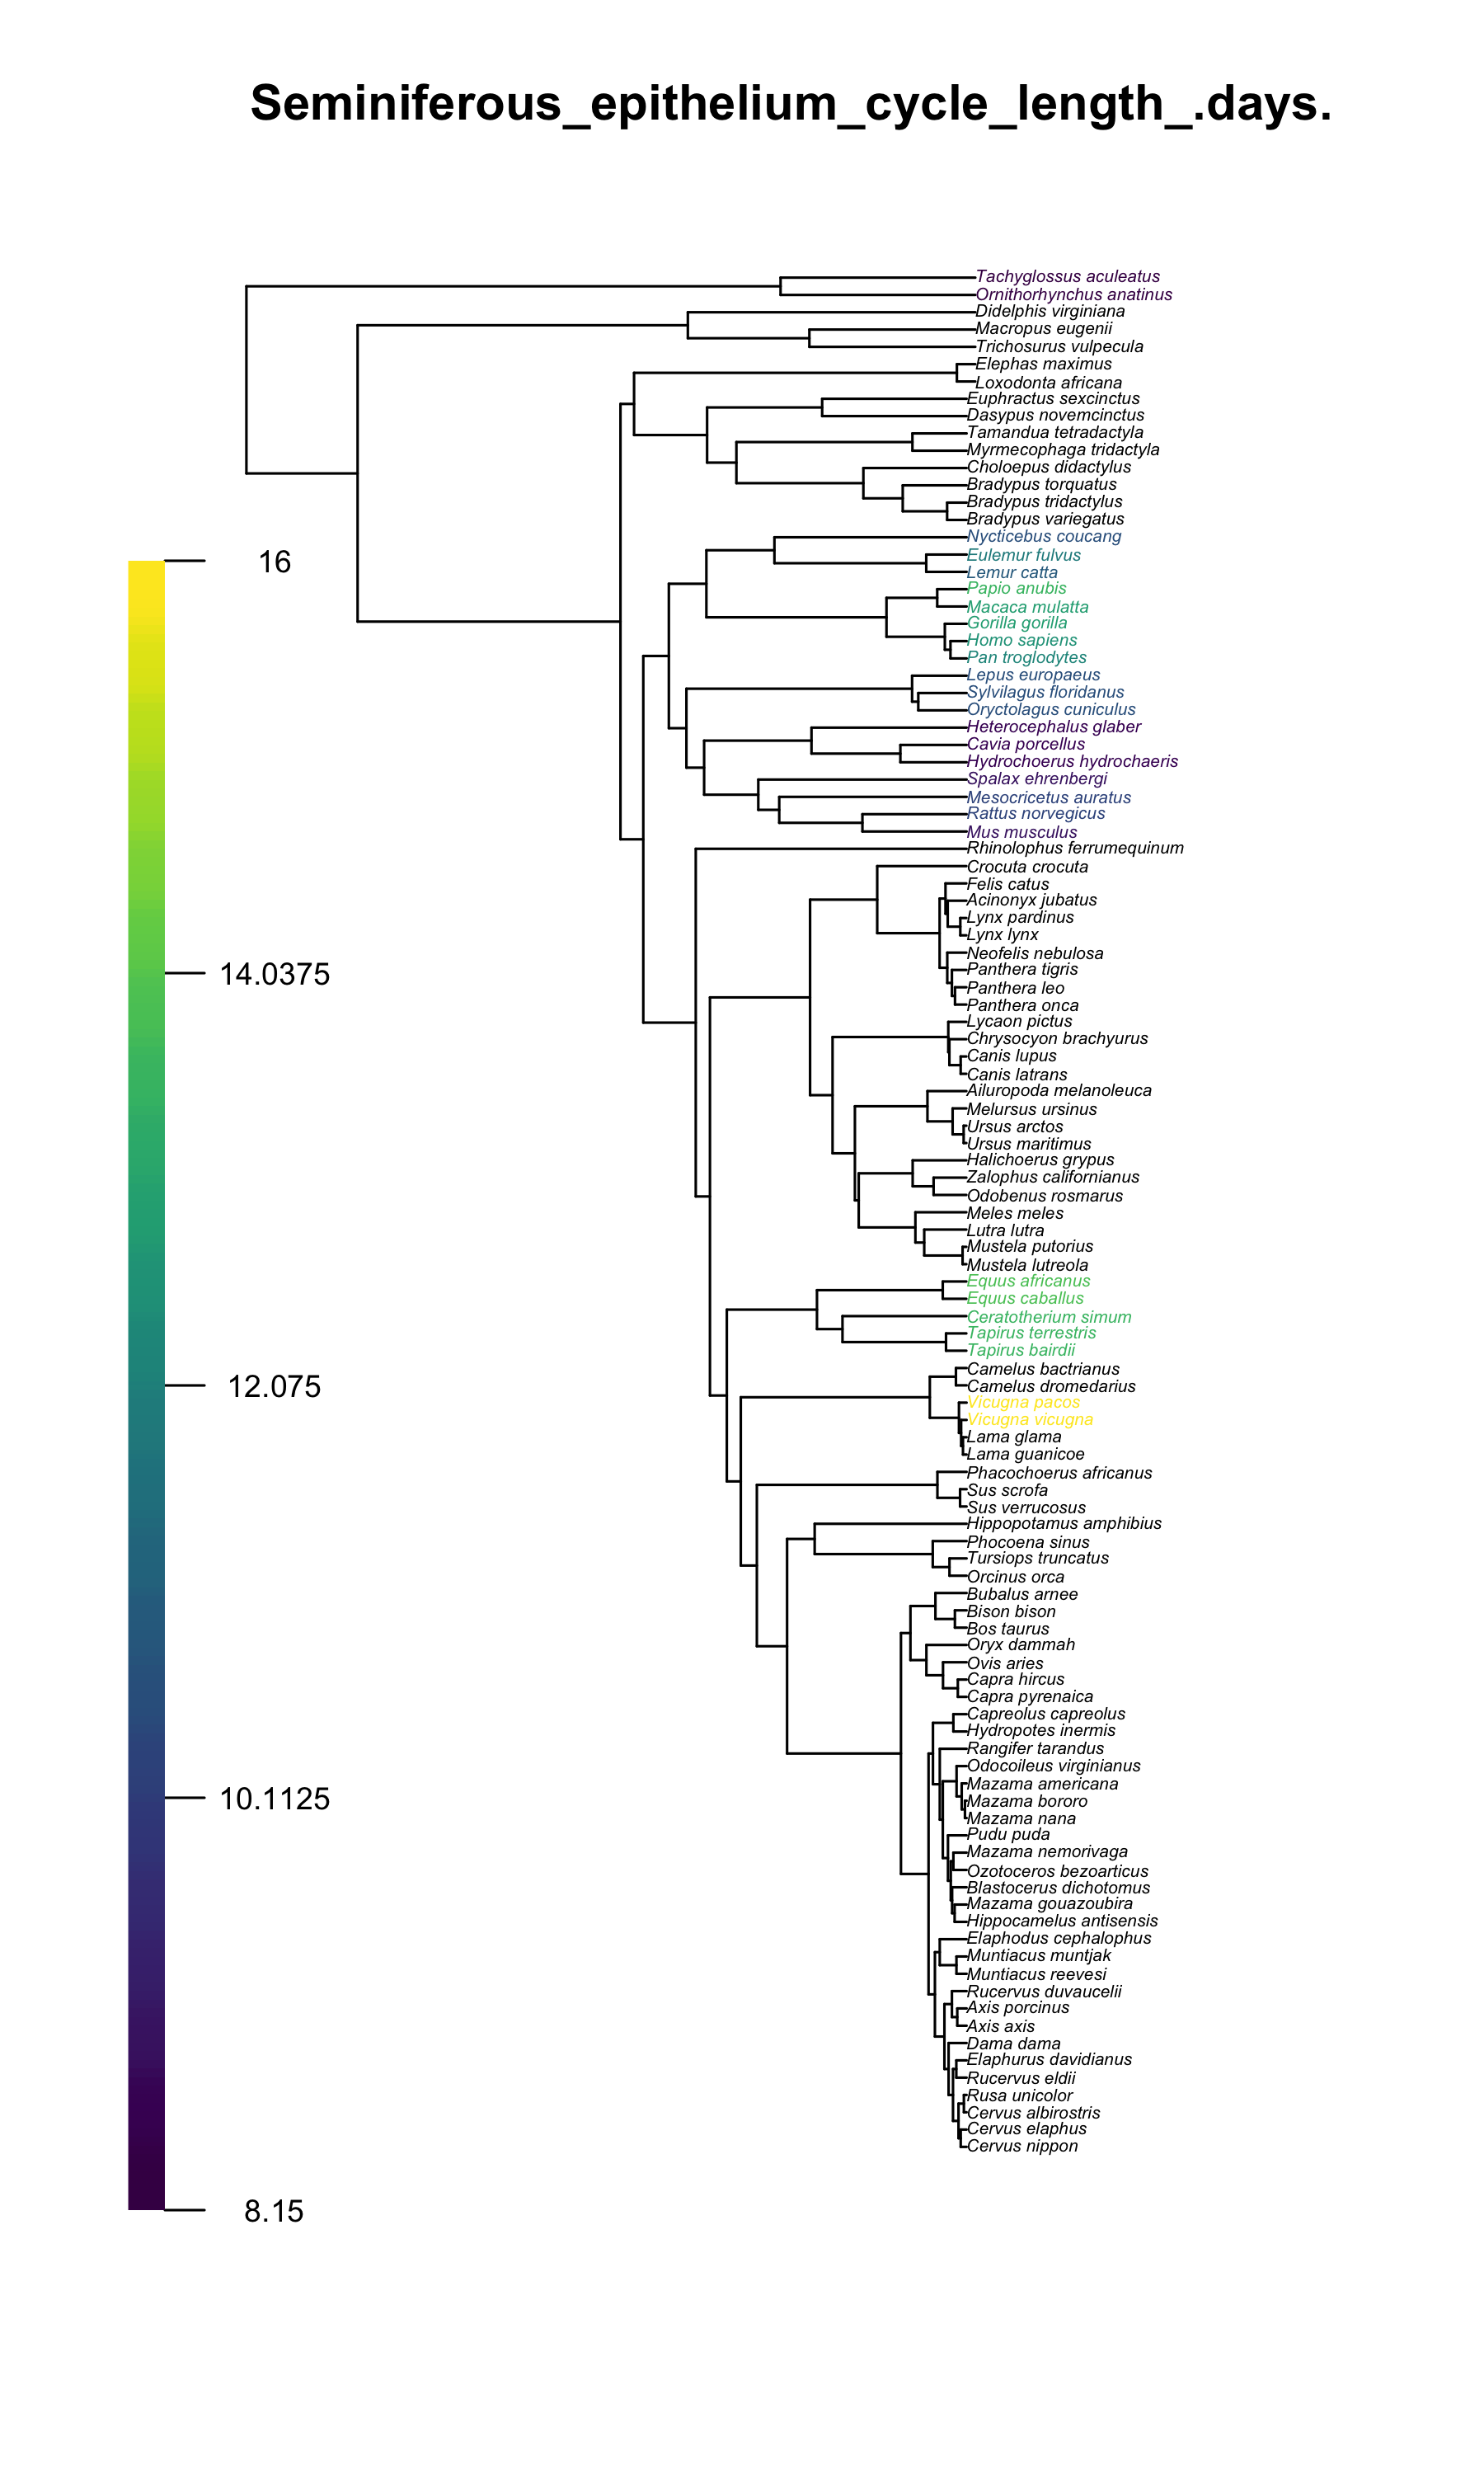 Seminiferous_epithelium_cycle_length_.days.
Tachyglossus aculeatus
Ornithorhynchus anatinus
Didelphis virginiana
Macropus eugenii
Trichosurus vulpecula
Elephas maximus
Loxodonta africana
Euphractus sexcinctus
Dasypus novemcinctus
Tamandua tetradactyla
Myrmecophaga tridactyla
Choloepus didactylus
Bradypus torquatus
Bradypus tridactylus
Bradypus variegatus
Nycticebus coucang
Eulemur fulvus
Lemur catta
Papio anubis
Macaca mulatta
Gorilla gorilla
Homo sapiens
Pan troglodytes
Lepus europaeus
Sylvilagus floridanus
Oryctolagus cuniculus
Heterocephalus glaber
Cavia porcellus
Hydrochoerus hydrochaeris
Spalax ehrenbergi
Mesocricetus auratus
Rattus norvegicus
Mus musculus
Rhinolophus ferrumequinum
Crocuta crocuta
Felis catus
Acinonyx jubatus
Lynx pardinus
Lynx lynx
Neofelis nebulosa
Panthera tigris
Panthera leo
Panthera onca
Lycaon pictus
Chrysocyon brachyurus
Canis lupus
Canis latrans
Ailuropoda melanoleuca
Melursus ursinus
Ursus arctos
Ursus maritimus
Halichoerus grypus
Zalophus californianus
Odobenus rosmarus
Meles meles
Lutra lutra
Mustela putorius
Mustela lutreola
Equus africanus
Equus caballus
Ceratotherium simum
Tapirus terrestris
Tapirus bairdii
Camelus bactrianus
Camelus dromedarius
Vicugna pacos
Vicugna vicugna
Lama glama
Lama guanicoe
Phacochoerus africanus
Sus scrofa
Sus verrucosus
Hippopotamus amphibius
Phocoena sinus
Tursiops truncatus
Orcinus orca
Bubalus arnee
Bison bison
Bos taurus
Oryx dammah
Ovis aries
Capra hircus
Capra pyrenaica
Capreolus capreolus
Hydropotes inermis
Rangifer tarandus
Odocoileus virginianus
Mazama americana
Mazama bororo
Mazama nana
Pudu puda
Mazama nemorivaga
Ozotoceros bezoarticus
Blastocerus dichotomus
Mazama gouazoubira
Hippocamelus antisensis
Elaphodus cephalophus
Muntiacus muntjak
Muntiacus reevesi
Rucervus duvaucelii
Axis porcinus
Axis axis
Dama dama
Elaphurus davidianus
Rucervus eldii
Rusa unicolor
Cervus albirostris
Cervus elaphus
Cervus nippon
16
14.0375
12.075
10.1125
8.15